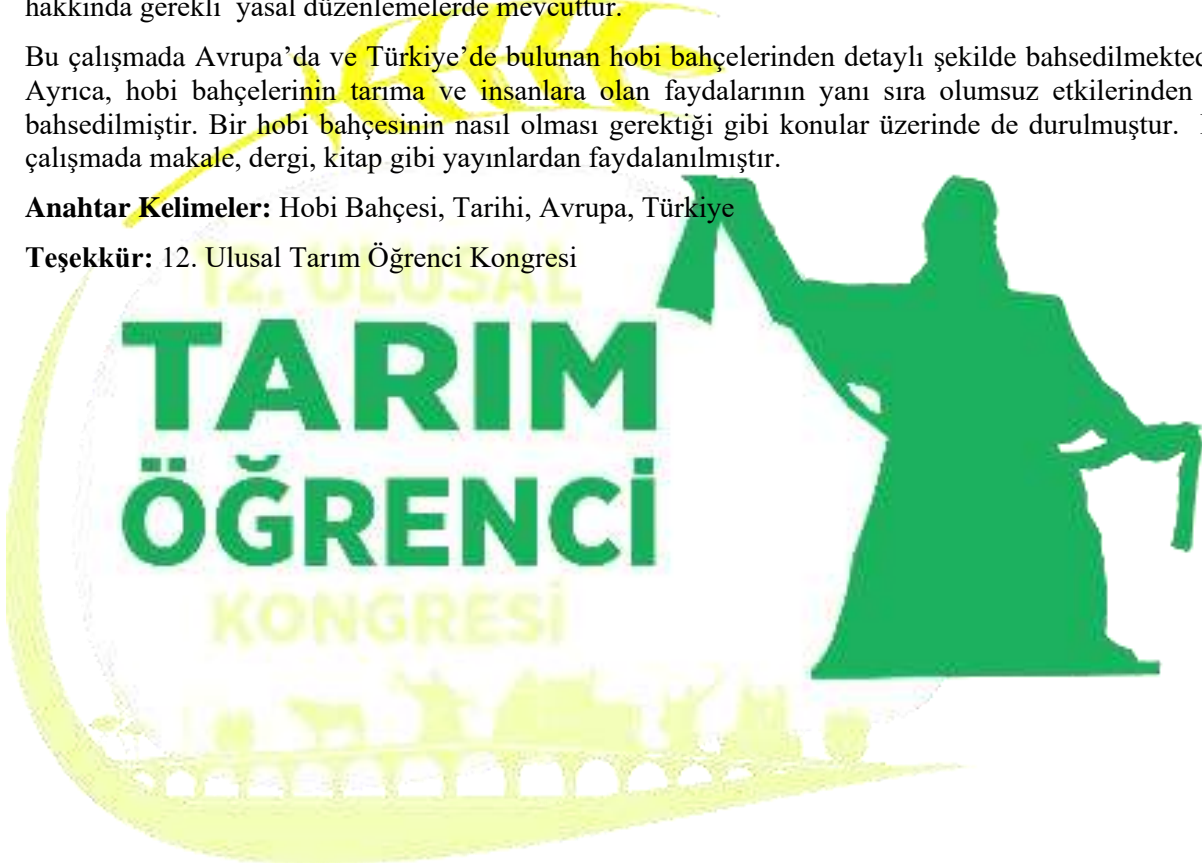 hakkında gerekli yasal düzenlemelerde mevcuttur.
Bu çalışmada Avrupa’da ve Türkiye’de bulunan hobi bahçelerinden detaylı şekilde bahsedilmekted
Ayrıca, hobi bahçelerinin tarıma ve insanlara olan faydalarının yanı sıra olumsuz etkilerinden
bahsedilmiştir. Bir hobi bahçesinin nasıl olması gerektiği gibi konular üzerinde de durulmuştur.
çalışmada makale, dergi, kitap gibi yayınlardan faydalanılmıştır.
Anahtar Kelimeler: Hobi Bahçesi, Tarihi, Avrupa, Türkiye
Teşekkür: 12. Ulusal Tarım Öğrenci Kongresi
12. ULUSAL
TARIM
ÖĞRENCİ
KONGRESİ